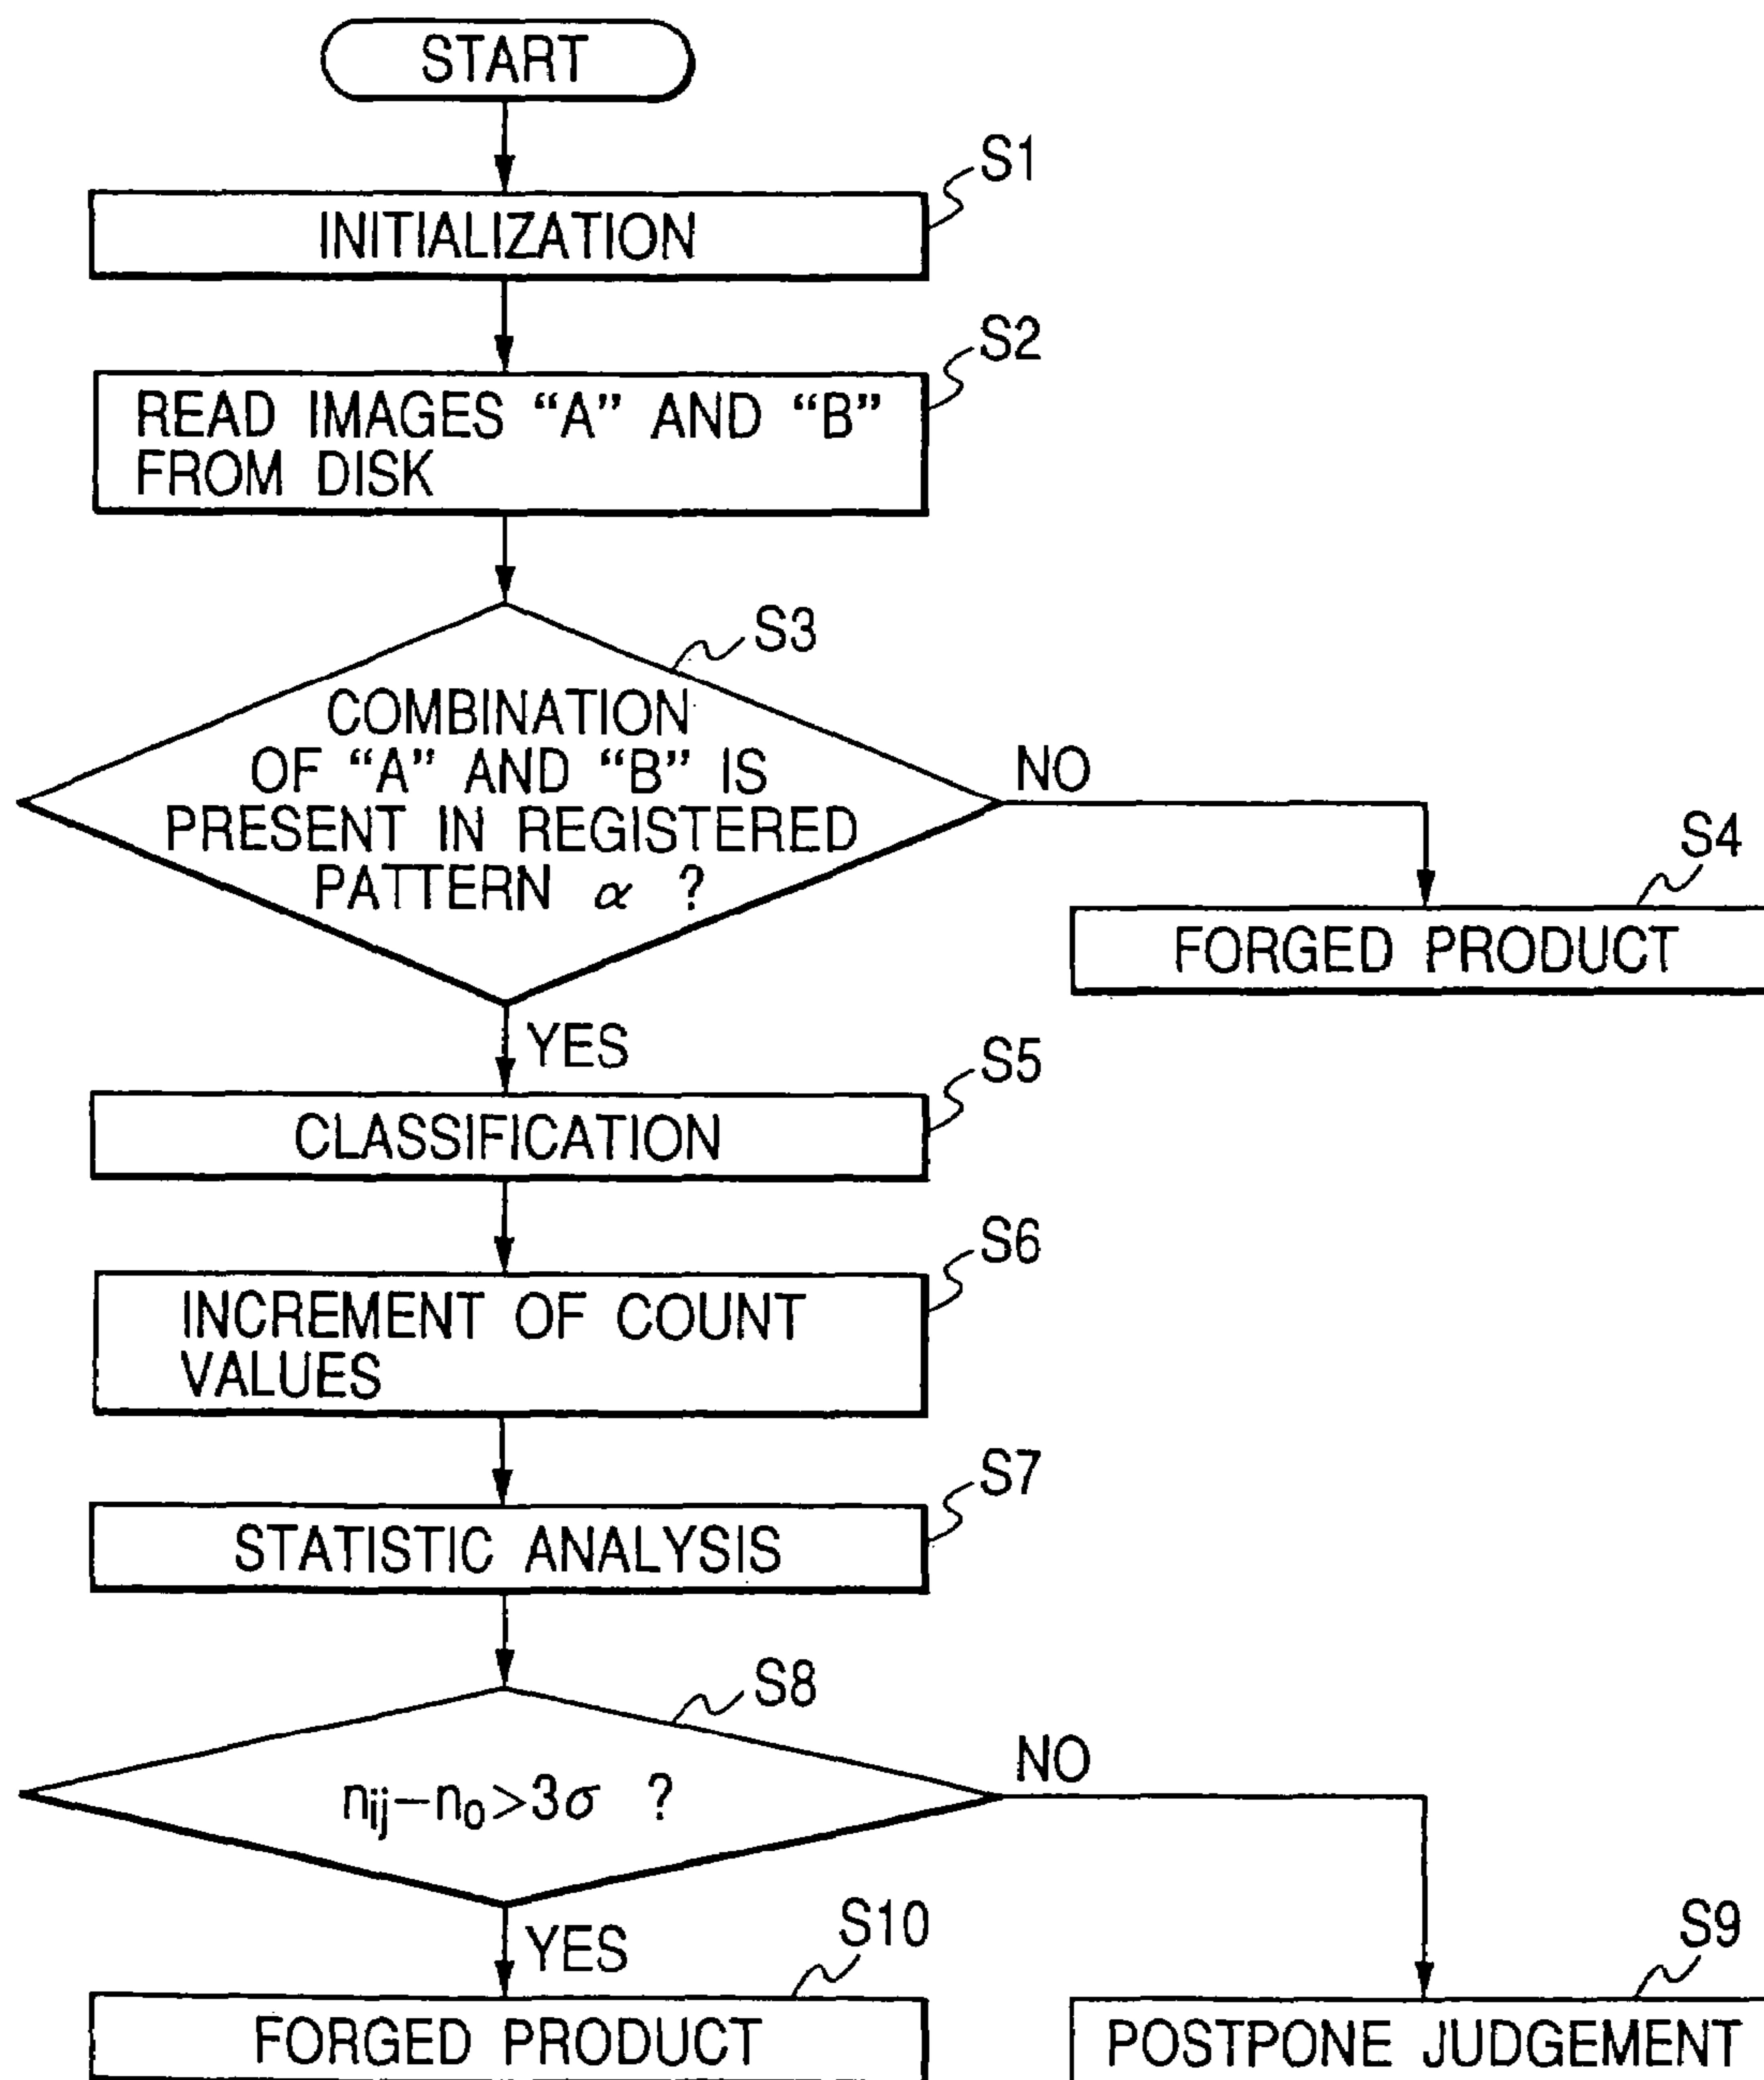 START
S1
INITIALIZATION
S2
READ IMAGES “A” AND “B”
FROM DISK
S3
COMBINATION
OF “A” AND “B” IS
PRESENT IN REGISTERED
PATTERN α ?
NO
S4
FORGED PRODUCT
YES
S5
CLASSIFICATION
S6
INCREMENT OF COUNT
VALUES
S7
STATISTIC ANALYSIS
S8
nij−n0>3σ ?
NO
YES
S10
FORGED PRODUCT
S9
POSTPONE JUDGEMENT